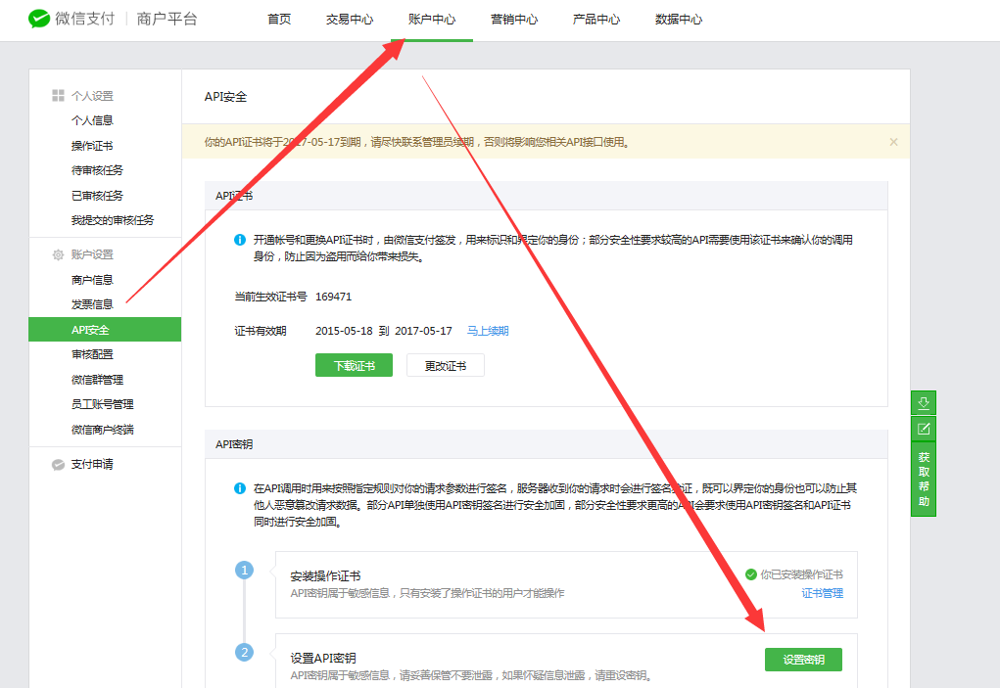 微信支付 商户平台 首页 交易中心 账户中心 营销中心 产品中心 数据中心
个人设置
个人信息
操作证书
待审核任务
已审核任务
我提交的审核任务
账户设置
商户信息
发票信息
API安全
审核配置
微信群管理
员工账号管理
微信商户终端
支付申请
API安全
你的API证书将于2017-05-17到期，请尽快联系管理员续期，否则将影响您相关API接口使用。
API证书
开通帐号和更换API证书时，由微信支付签发，用来标识和界定你的身份；部分安全性要求较高的API需要使用该证书来确认你的调用
身份，防止因为盗用而给你带来损失。
当前生效证书号 169471
证书有效期 2015-05-18 到 2017-05-17 马上续期
下载证书 更改证书
API密钥
在API调用时用来按照指定规则对你的请求参数进行签名，服务器收到你的请求时会进行签名验证，既可以界定你的身份也可以防止其
他人恶意篡改请求数据。部分API单独使用API密钥签名进行安全加固，部分安全性要求更高的API会要求使用API密钥签名和API证书
同时进行安全加固。
1
安装操作证书
API密钥属于敏感信息，只有安装了操作证书的用户才能操作
你已安装操作证书
证书管理
2
设置API密钥
API密钥属于敏感信息，请妥善保管不要泄露，如果怀疑信息泄露，请重设密钥。
设置密钥
获
取
帮
助